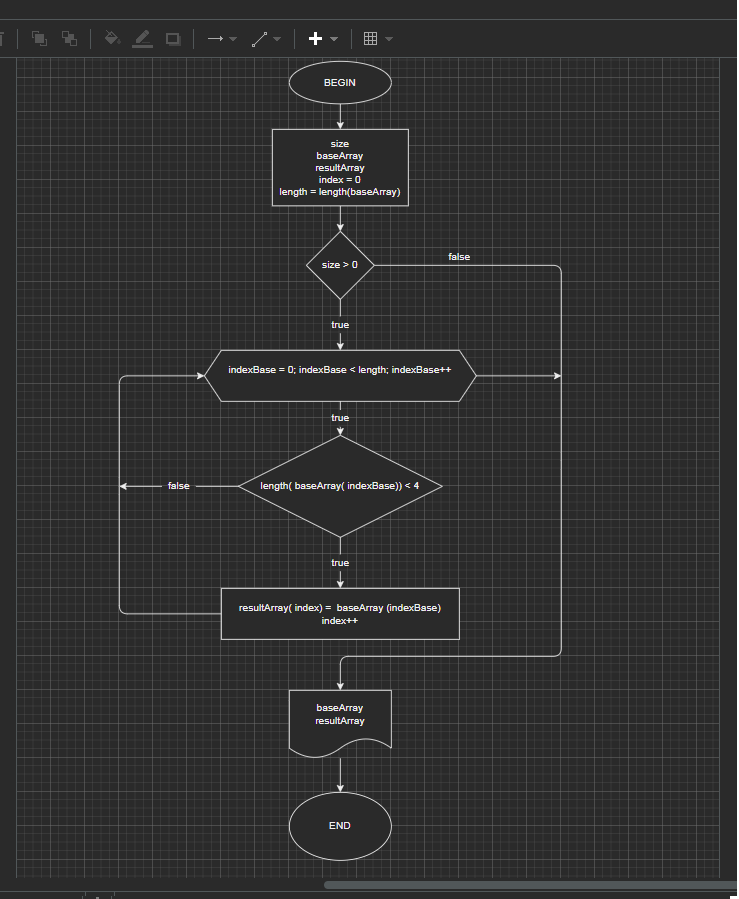 BEGIN
size
baseArray
resultArray
index = 0
length = length(baseArray)
size > 0
false
true
indexBase = 0; indexBase < length; indexBase++
true
length( baseArray( indexBase)) < 4
false
true
resultArray( index) = baseArray (indexBase)
index++
baseArray
resultArray
END